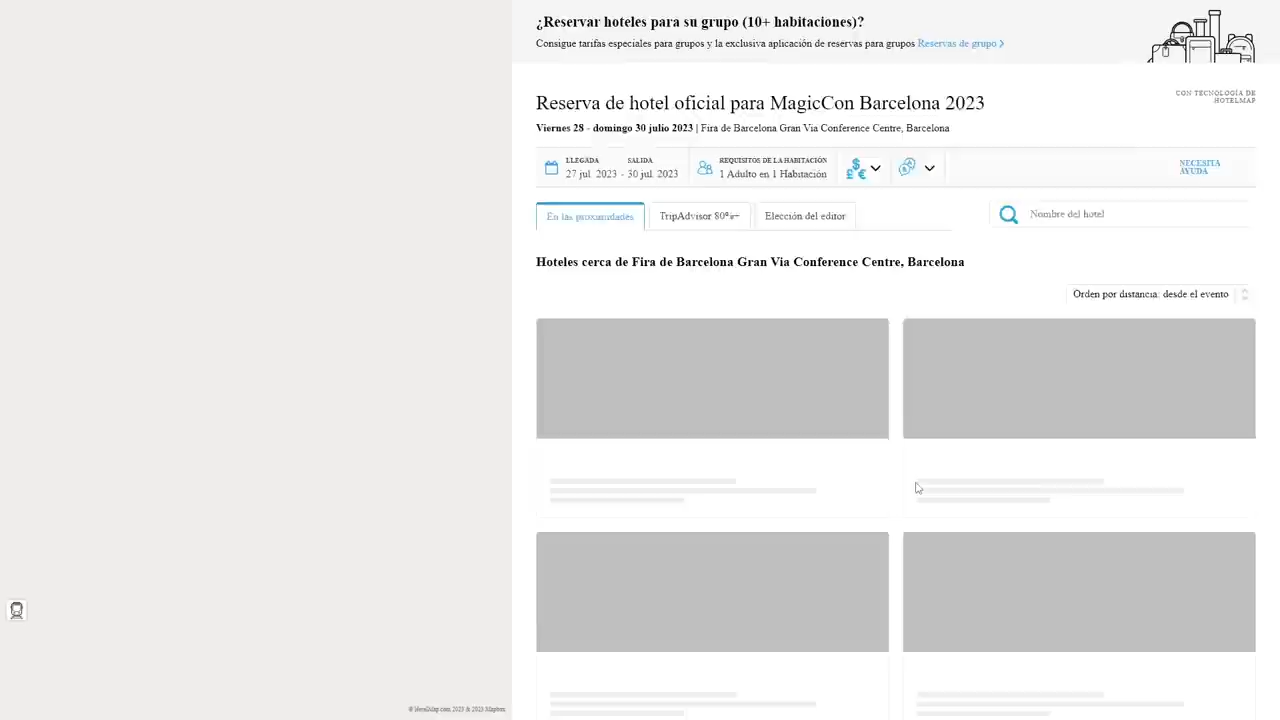 ¿Reservar hoteles para su grupo (10+ habitaciones)?
Consigue tarifas especiales para grupos y la exclusiva aplicación de reservas para grupos Reservas de grupo
Reserva de hotel oficial para MagicCon Barcelona 2023
CON TECNOLOGÍA DE
HOTELMAP
Viernes 28 - domingo 30 julio 2023 | Fira de Barcelona Gran Via Conference Centre, Barcelona
LLEGADA SALIDA
27 jul. 2023 - 30 jul. 2023
REQUISITOS DE LA HABITACIÓN
1 Adulto en 1 Habitación
NECESITA
AYUDA
En las proximidades
TripAdvisor 80%+
Elección del editor
Nombre del hotel
Hoteles cerca de Fira de Barcelona Gran Via Conference Centre, Barcelona
Orden por distancia: desde el evento
© HotelMap.com 2023 & 2023 Mapbox